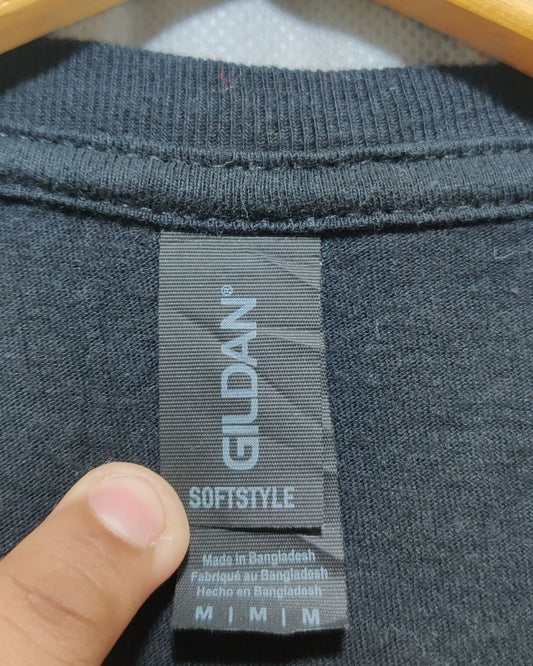 GILDAN®
SOFTSTYLE
Made in Bangladesh
Fabriqué au Bangladesh
Hecho en Bangladesh
M | M | M